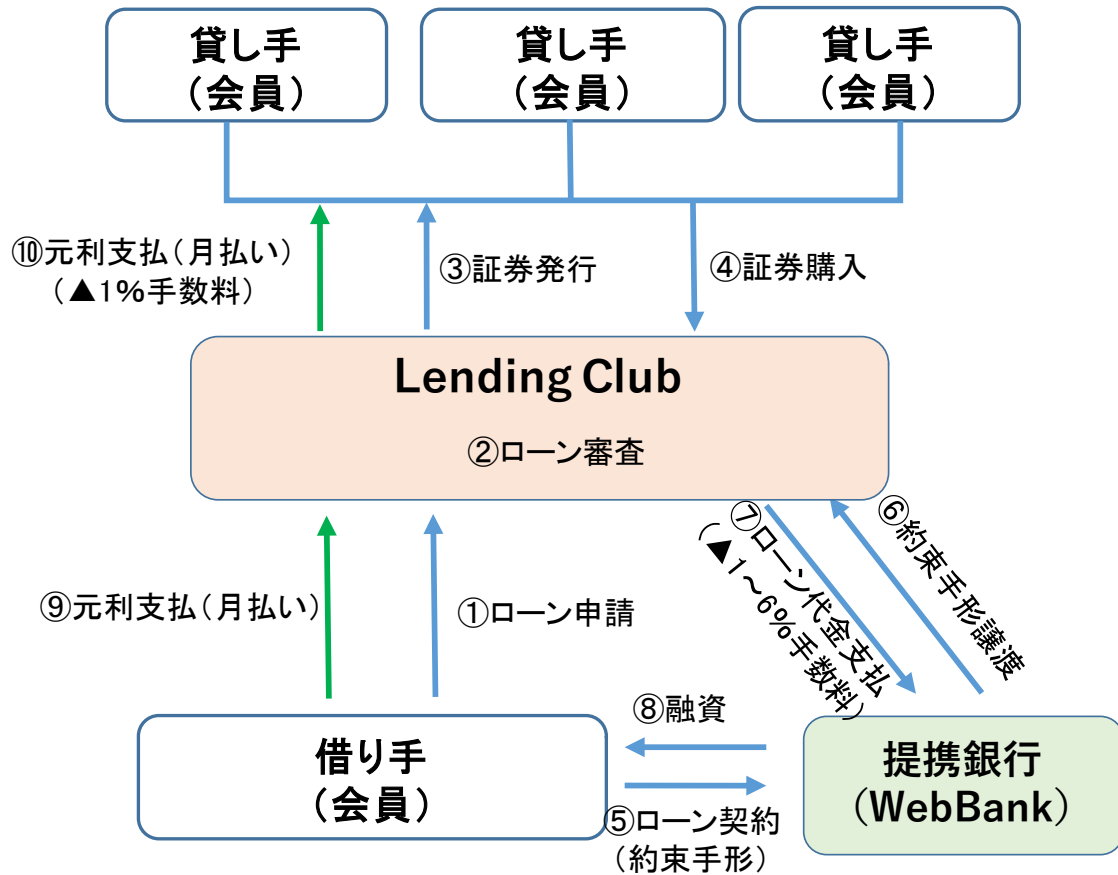 貸し手
（会員）
貸し手
（会員）
貸し手
（会員）
⑩元利支払（月払い）
（▲1％手数料）
③証券発行
④証券購入
Lending Club
②ローン審査
⑨元利支払（月払い）
①ローン申請
⑦ローン代金支払
（▲1～6％手数料）
⑥約束手形譲渡
⑧融資
借り手
（会員）
⑤ローン契約
（約束手形）
提携銀行
（WebBank）